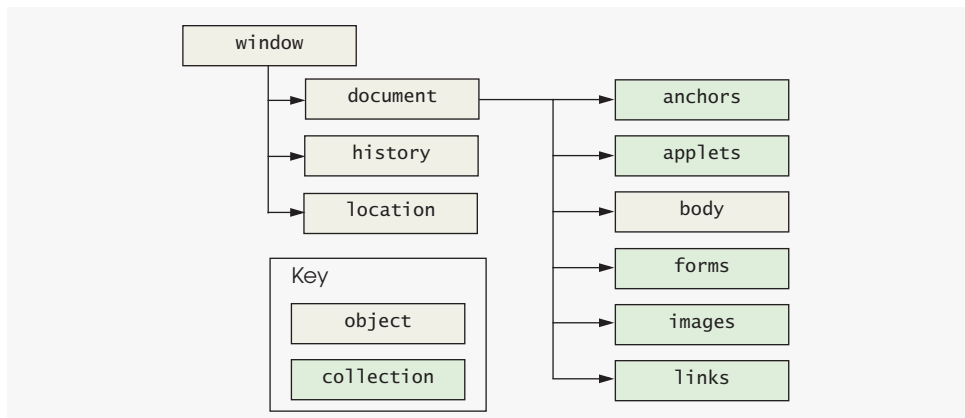 window
document
history
location
anchors
applets
body
forms
images
links
Key
object
collection